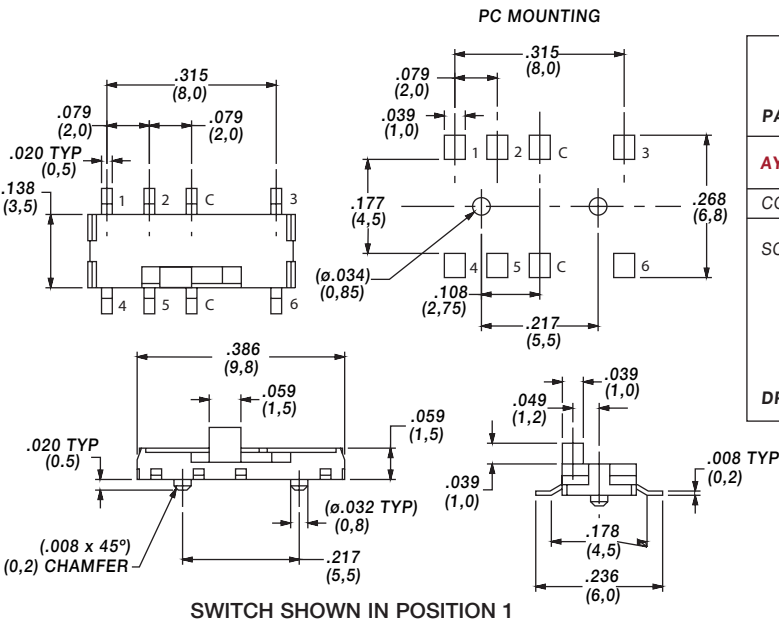 PC MOUNTING
.315
(8,0)
.079
(2,0)
.079
(2,0)
.020 TYP
(0,5)
.138
(3,5)
1 2 C 3
4 5 C 6
.315
(8,0)
.079
(2,0)
.039
(1,0)
1 2 C 3
.177
(4,5)
.268
(6,8)
(ø.034)
(0,85)
4 5 C 6
.108
(2,75)
.217
(5,5)
PA
AY
CO
SC
DP
.386
(9,8)
.059
(1,5)
.059
(1,5)
.020 TYP
(0.5)
(ø.032 TYP)
(0,8)
(.008 x 45º)
(0,2) CHAMFER
.217
(5,5)
.039
(1,0)
.049
(1,2)
.008 TYP
(0,2)
.039
(1,0)
.178
(4,5)
.236
(6,0)
SWITCH SHOWN IN POSITION 1